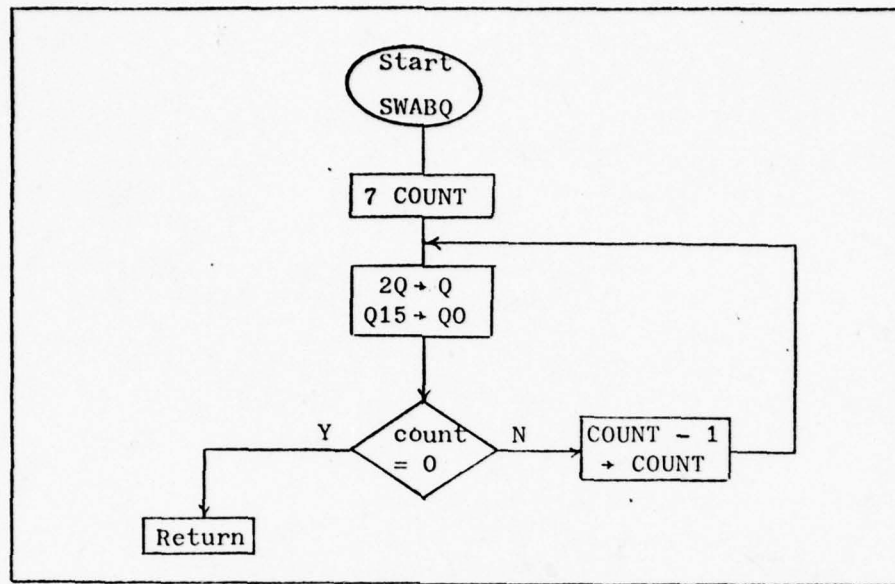 Start
SWABQ
7 COUNT
2Q → Q
Q15 → Q0
Y
count
= 0
N
COUNT - 1
→ COUNT
Return